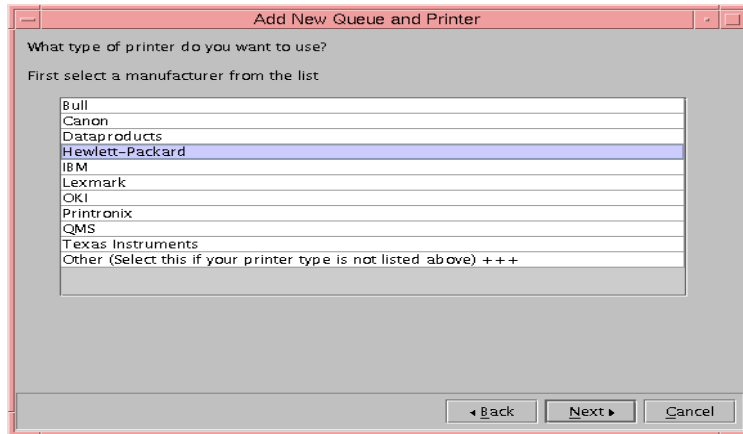 Add New Queue and Printer
What type of printer do you want to use?
First select a manufacturer from the list
Bull
Canon
Dataproducts
Hewlett-Packard
IBM
Lexmark
OKI
Printronix
QMS
Texas Instruments
Other (Select this if your printer type is not listed above) +++
Back Next Cancel